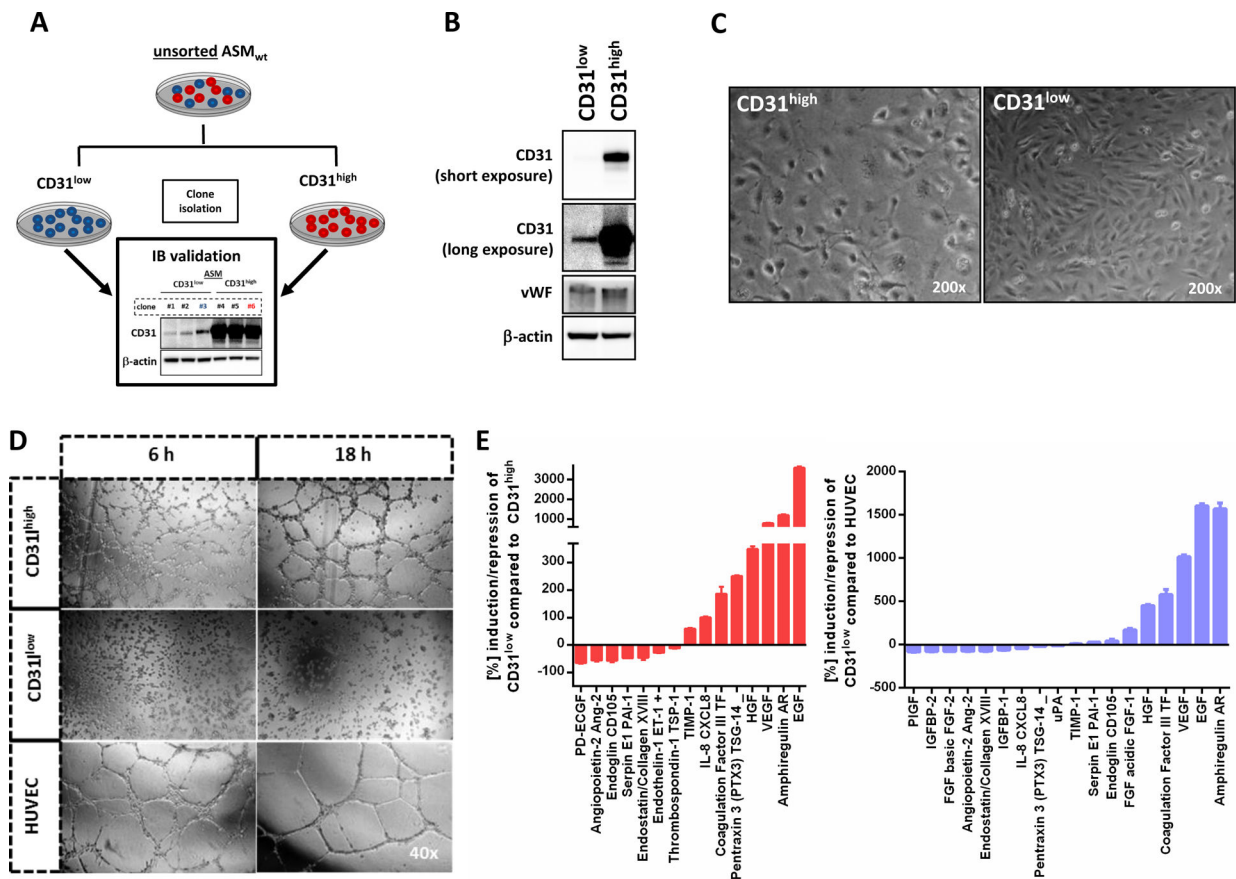 A
unsorted ASMwt
CD31low
CD31high
Clone
isolation
IB validation
ASM
CD31low
CD31high
clone #1 #2 #3 #4 #5 #6
CD31
β-actin
B
CD31low
CD31high
CD31
(short exposure)
CD31
(long exposure)
vWF
β-actin
C
CD31high
200x
CD31low
200x
D
6 h
18 h
CD31high
CD31low
HUVEC
40x
E
[%] induction/repression of
CD31low compared to CD31high
3000
2000
1000
300
200
100
0
-100
PD-ECGF
Angiopoietin-2 Ang-2
Endoglin CD105
Serpin E1 PAI-1
Endostatin/Collagen XVIII
Endothelin-1 ET-1 +
Thrombospondin-1 TSP-1
TIMP-1
IL-8 CXCL8
Coagulation Factor III TF
Pentraxin 3 (PTX3) TSG-14_
HGF
VEGF
Amphiregulin AR
EGF
[%] induction/repression of
CD31low compared to HUVEC
2000
1500
1000
500
0
-500
PlGF
IGFBP-2
FGF basic FGF-2
Angiopoietin-2 Ang-2
Endostatin/Collagen XVIII
IGFBP-1
IL-8 CXCL8
Pentraxin 3 (PTX3) TSG-14_
uPA
TIMP-1
Serpin E1 PAI-1
Endoglin CD105
FGF acidic FGF-1
HGF
Coagulation Factor III TF
VEGF
EGF
Amphiregulin AR